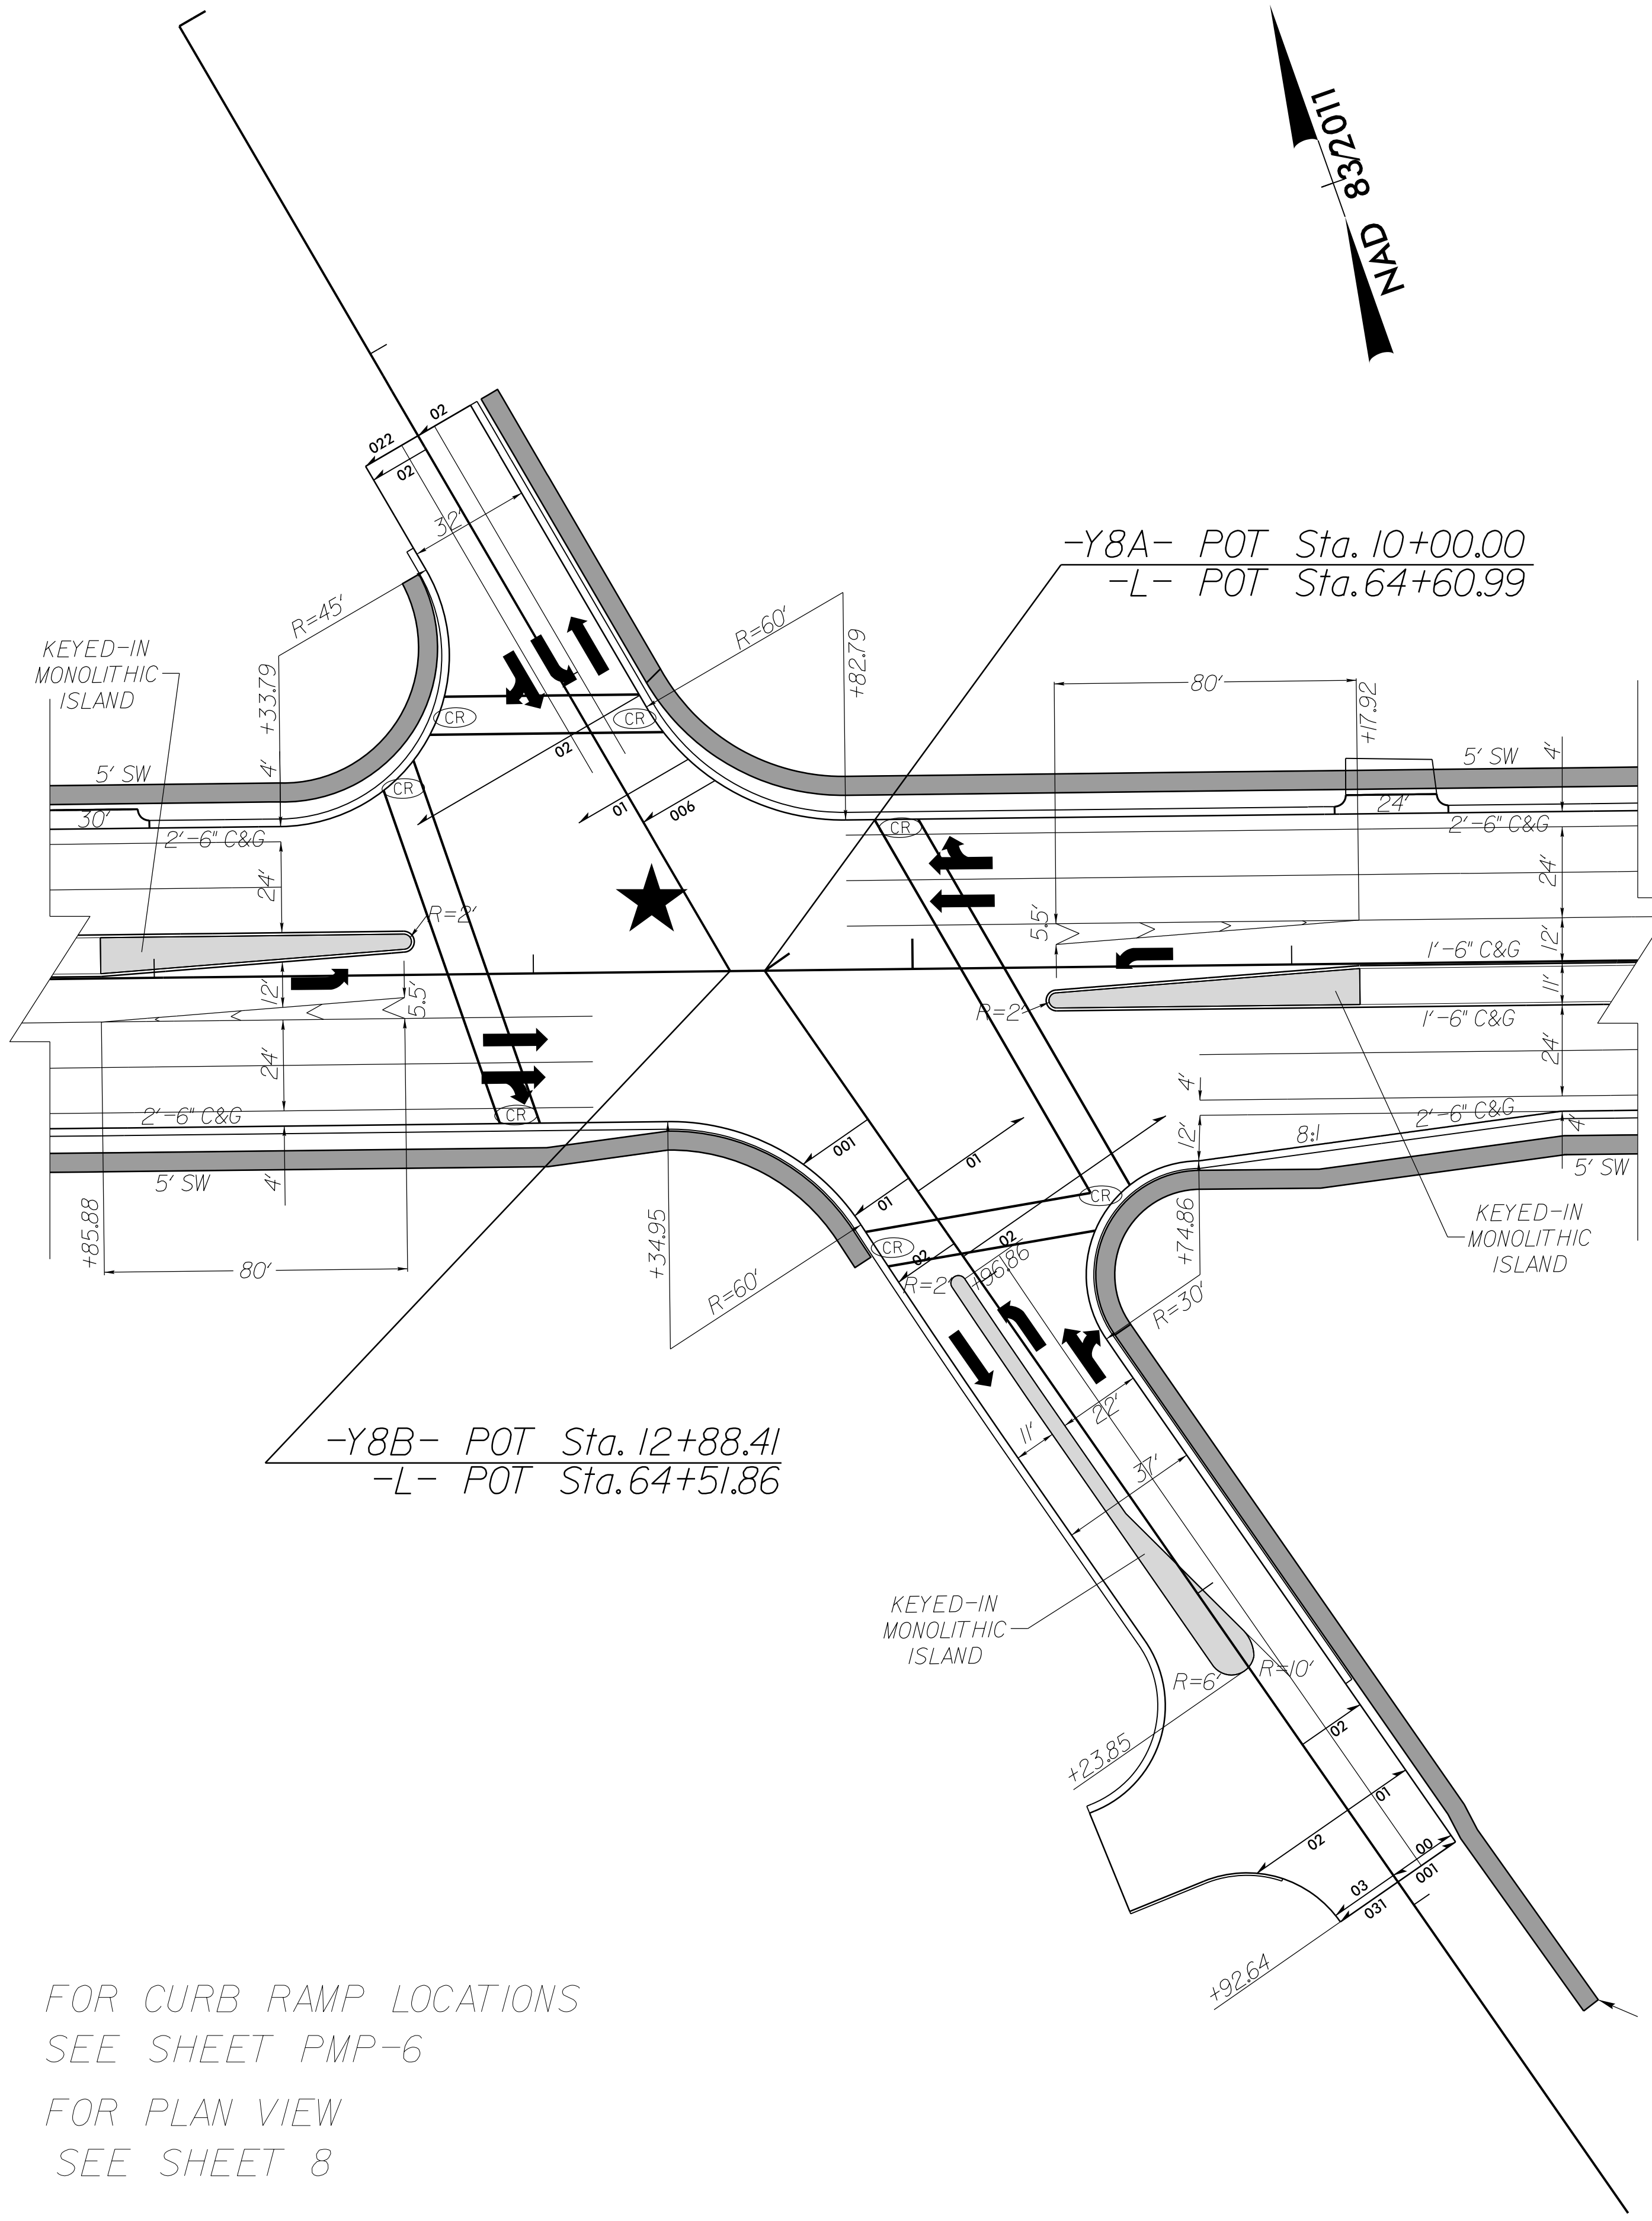 NAD 83/2011
022
02
02
32'
R=45'
R=60'
-Y8A- POT Sta. 10+00.00
-L- POT Sta. 64+60.99
KEYED-IN
MONOLITHIC
ISLAND
+33.79
+82.79
80'
+17.92
CR
CR
02
4'
5' SW
5' SW
4'
CR
01
006
30'
24'
2'-6" C&G
CR
2'-6" C&G
24'
24'
R=2'
5.5'
12'
1'-6" C&G
12'
5.5'
11'
R=2'
1'-6" C&G
24'
24'
4'
2'-6" C&G
CR
2'-6" C&G
8:1
12'
4'
001
01
5' SW
4'
5' SW
01
CR
+85.88
+34.95
+74.86
KEYED-IN
MONOLITHIC
ISLAND
CR
02
02
80'
R=60'
R=2'
+96.86
R=30'
22'
11'
37'
-Y8B- POT Sta. 12+88.41
-L- POT Sta. 64+51.86
KEYED-IN
MONOLITHIC
ISLAND
R=6'
R=10'
02
+23.85
01
02
00
001
03
031
+92.64
FOR CURB RAMP LOCATIONS
SEE SHEET PMP-6
FOR PLAN VIEW
SEE SHEET 8